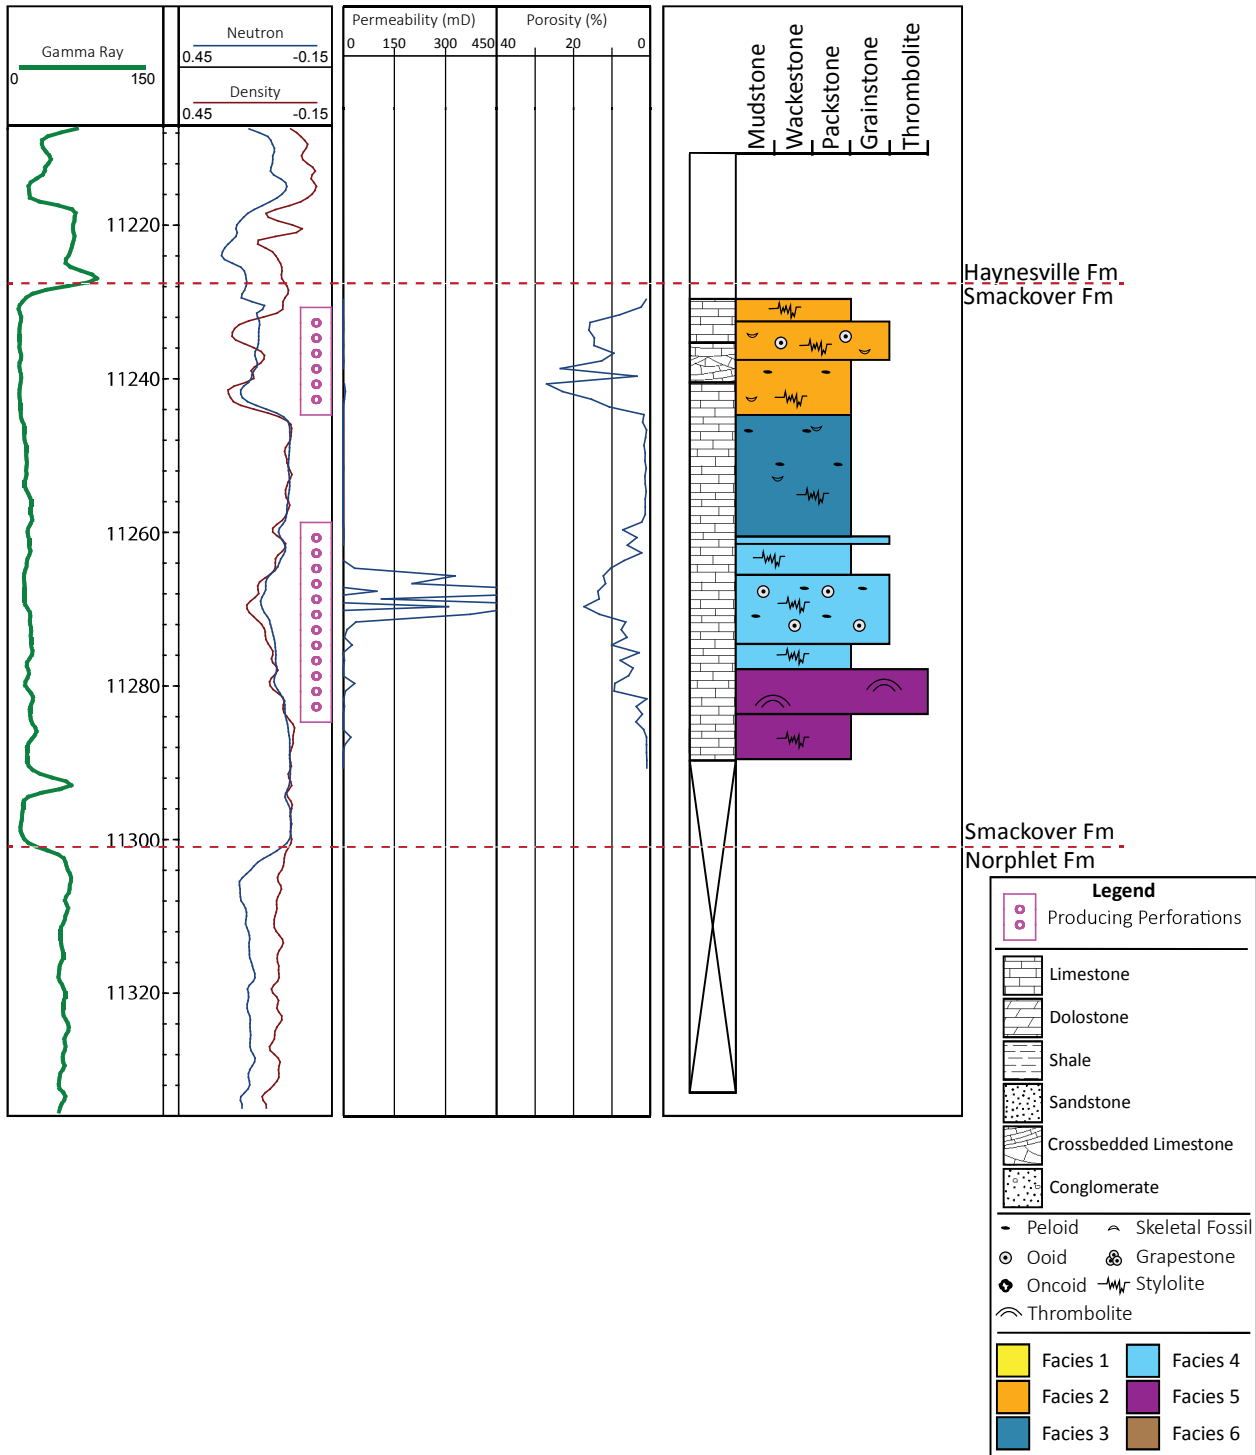 Gamma Ray
0 150
Neutron
0.45 -0.15
Density
0.45 -0.15
Permeability (mD)
0 150 300 450
Porosity (%)
40 20 0
Mudstone
Wackestone
Packstone
Grainstone
Thrombolite
11220
11240
11260
11280
11300
11320
Haynesville Fm
Smackover Fm
Smackover Fm
Norphlet Fm
Legend
Producing Perforations
Limestone
Dolostone
Shale
Sandstone
Crossbedded Limestone
Conglomerate
Peloid Skeletal Fossil
Ooid Grapestone
Oncoid Stylolite
Thrombolite
Facies 1 Facies 4
Facies 2 Facies 5
Facies 3 Facies 6